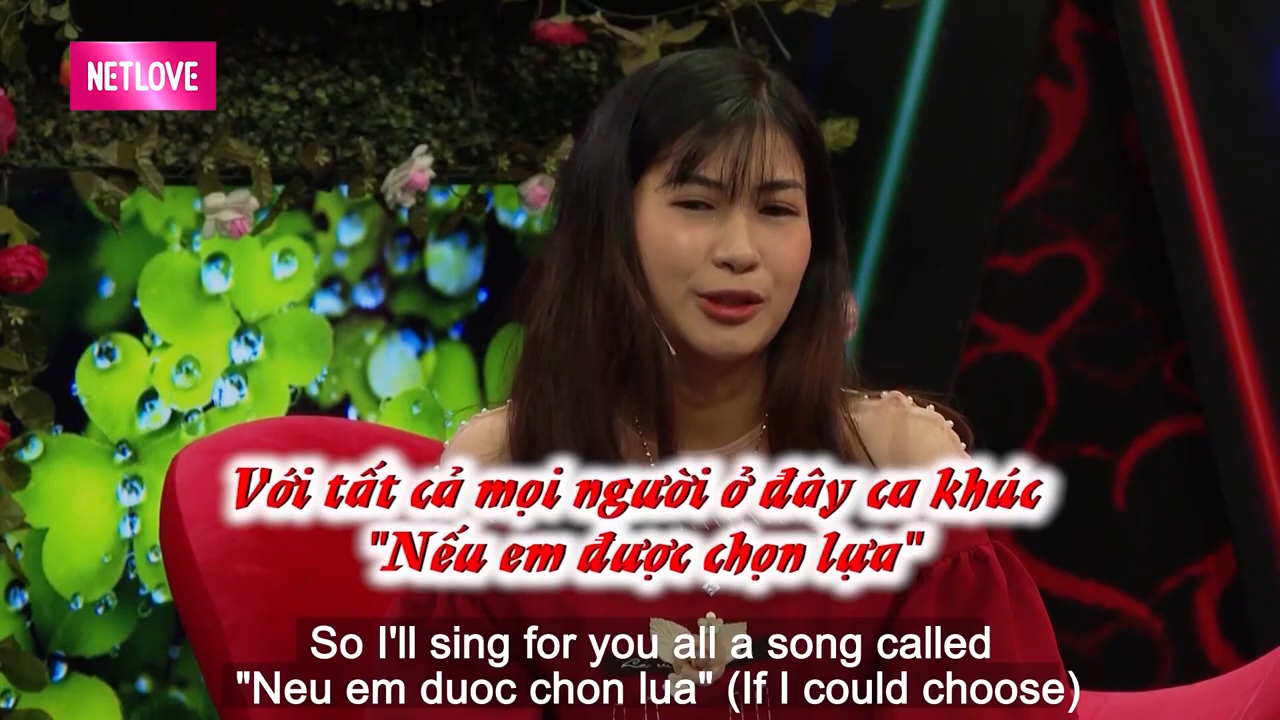 NETLOVE
Với tất cả mọi người ở đây ca khúc
"Nếu em được chọn lựa"
So I'll sing for you all a song called
"Neu em duoc chon lua" (If I could choose)